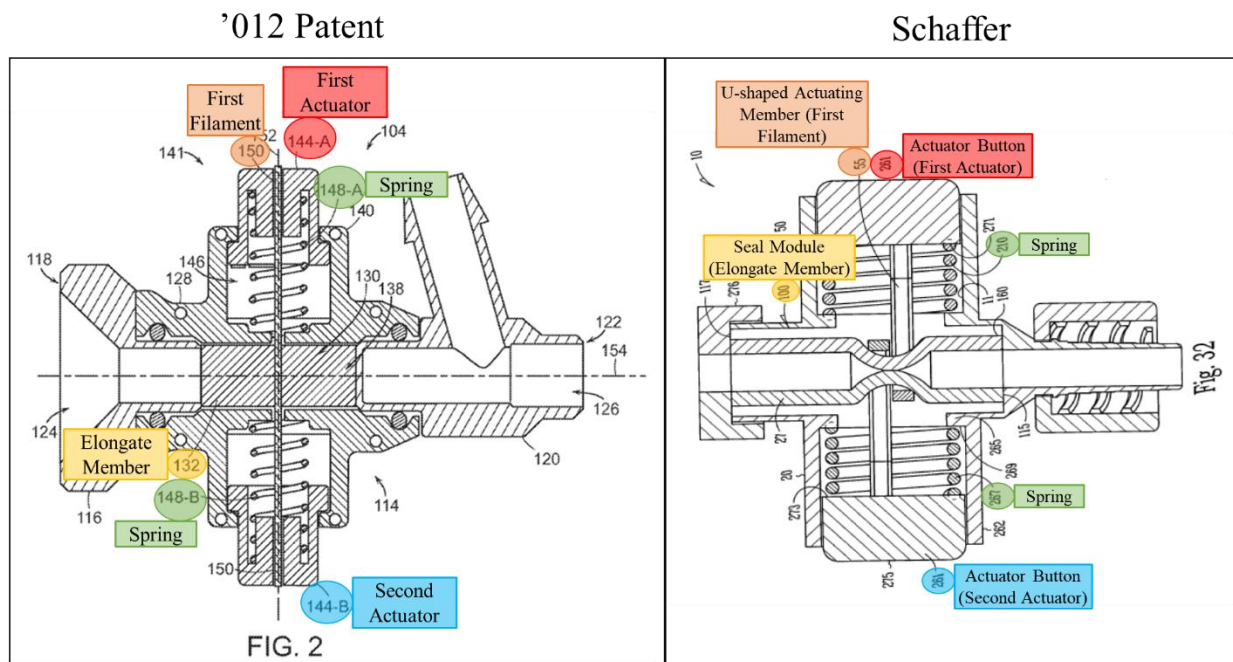 ’012 Patent
Schaffer
First
Filament
First
Actuator
152
150
144-A
104
141
148-A
Spring
140
146
118
128
130
138
122
154
124
126
Elongate
Member
132
120
116
148-B
114
Spring
150
144-B
Second
Actuator
FIG. 2
U-shaped Actuating
Member (First
Filament)
10
55
261
Actuator Button
(First Actuator)
50
271
210
Spring
Seal Module
(Elongate Member)
117
276
100
11
160
Fig. 32
27
20
115
265
269
273
267
Spring
262
275
261
Actuator Button
(Second Actuator)